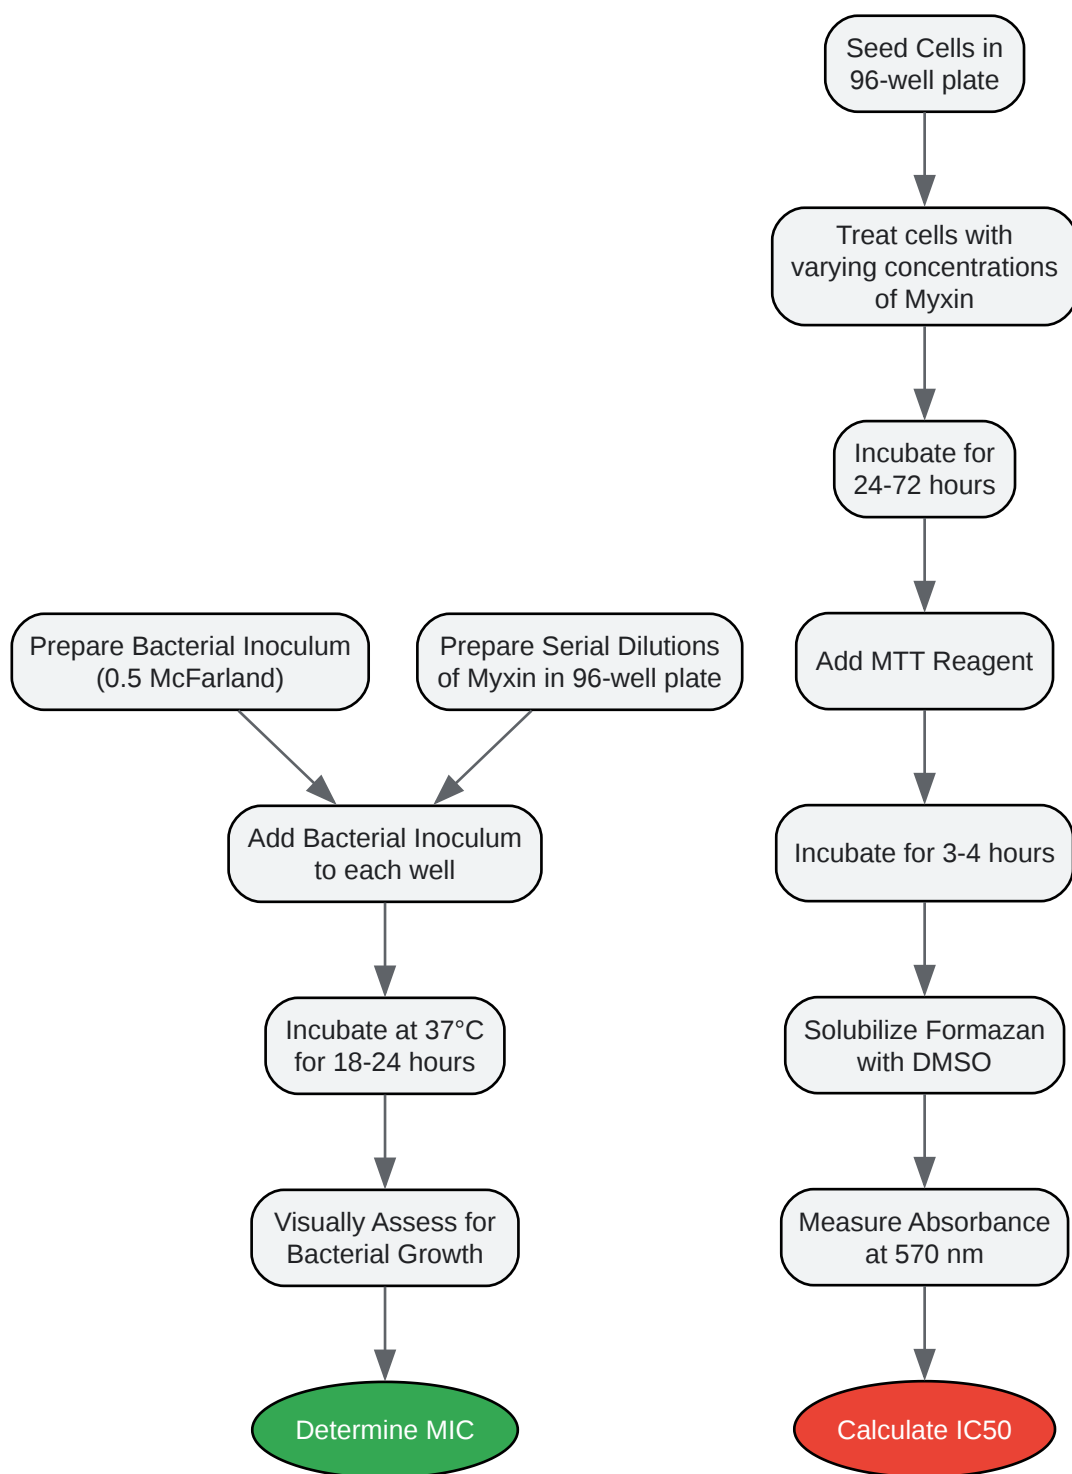 Seed Cells in
96-well plate
Treat cells with
varying concentrations
of Myxin
Incubate for
24-72 hours
Prepare Bacterial Inoculum
(0.5 McFarland)
Prepare Serial Dilutions
of Myxin in 96-well plate
Add MTT Reagent
Add Bacterial Inoculum
to each well
Incubate for 3-4 hours
Incubate at 37°C
for 18-24 hours
Solubilize Formazan
with DMSO
Visually Assess for
Bacterial Growth
Measure Absorbance
at 570 nm
Determine MIC
Calculate IC50